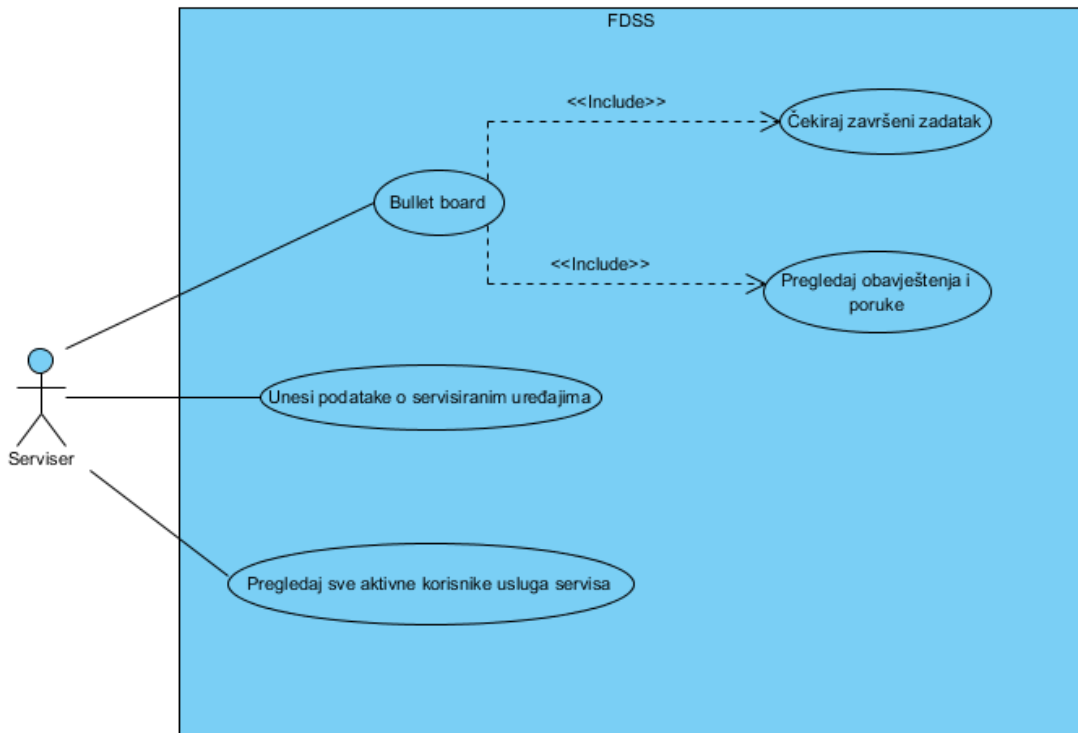 FDSS
<<Include>>
Čekiraj završeni zadatak
Bullet board
<<Include>>
Pregledaj obavještenja i
poruke
Unesi podatake o servisiranim uređajima
Serviser
Pregledaj sve aktivne korisnike usluga servisa